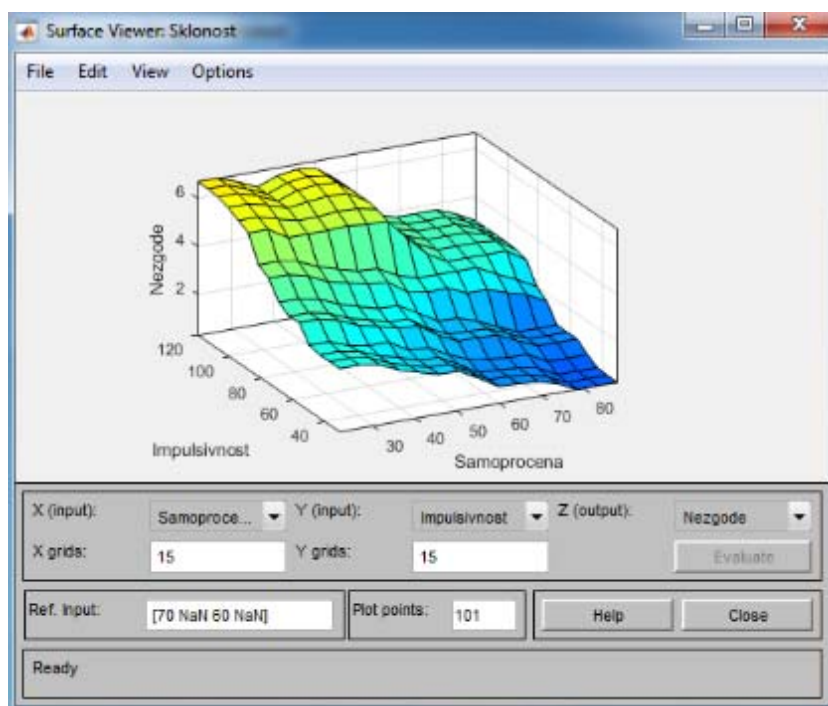 Surface Viewer: Sklonost
File Edit View Options
6
4
2
Nezgode
120
100
80
60
40
Impulsivnost
30 40 50 60 70 80
Samoprocena
X (input): Samoproce... Y (input): Impulsivnost Z (output): Nezgode
X grids: 15 Y grids: 15 Evaluate
Ref. Input: [70 NaN 60 NaN] Plot points: 101 Help Close
Ready